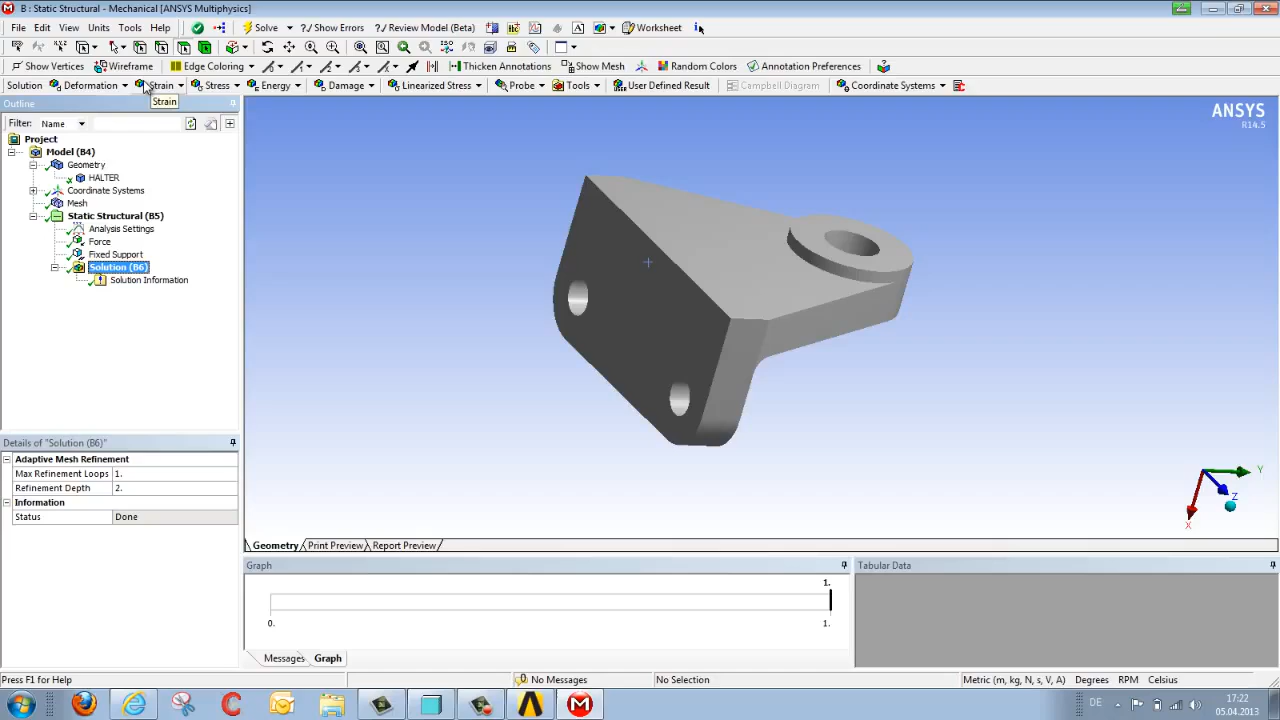 B : Static Structural - Mechanical [ANSYS Multiphysics]
File Edit View Units Tools Help Solve ?/ Show Errors ?/ Review Model (Beta) A Worksheet i
Show Vertices Wireframe Edge Coloring Thicken Annotations Show Mesh Random Colors Annotation Preferences
Solution Deformation Strain Stress Energy Damage Linearized Stress Probe Tools User Defined Result Campbell Diagram Coordinate Systems
Strain
Outline
Filter: Name
Project
Model (B4)
Geometry
HALTER
Coordinate Systems
Mesh
Static Structural (B5)
Analysis Settings
Force
Fixed Support
Solution (B6)
Solution Information
ANSYS
R14.5
Y
Z
X
Details of "Solution (B6)"
Adaptive Mesh Refinement
Max Refinement Loops 1.
Refinement Depth 2.
Information
Status Done
Geometry Print Preview Report Preview
Graph
Tabular Data
1.
0.
1.
Messages Graph
Press F1 for Help
No Messages
No Selection
Metric (m, kg, N, s, V, A) Degrees RPM Celsius
DE
17:22
05.04.2013